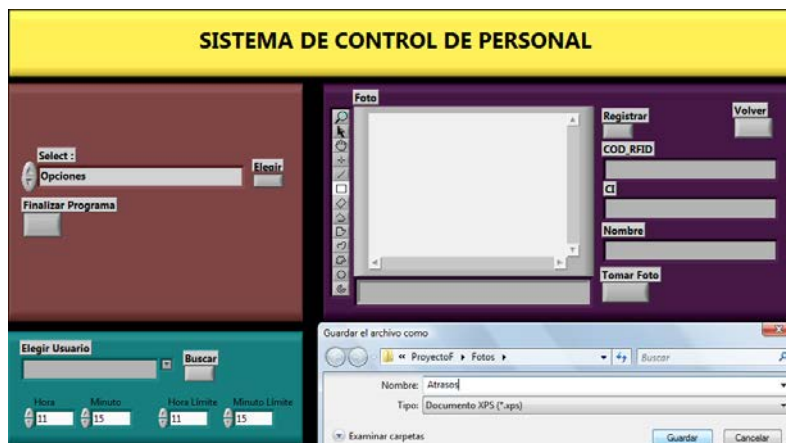 SISTEMA DE CONTROL DE PERSONAL
Select :
Opciones
Elegir
Finalizar Programa
Foto
Registrar
Volver
COD_RFID
CI
Nombre
Tomar Foto
Elegir Usuario
Buscar
Hora
Minuto
Hora Límite
Minuto Límite
11
15
11
15
Guardar el archivo como
« ProyectoF ▸ Fotos ▸
Buscar
Nombre: Atrasos
Tipo: Documento XPS (*.xps)
Examinar carpetas
Guardar
Cancelar